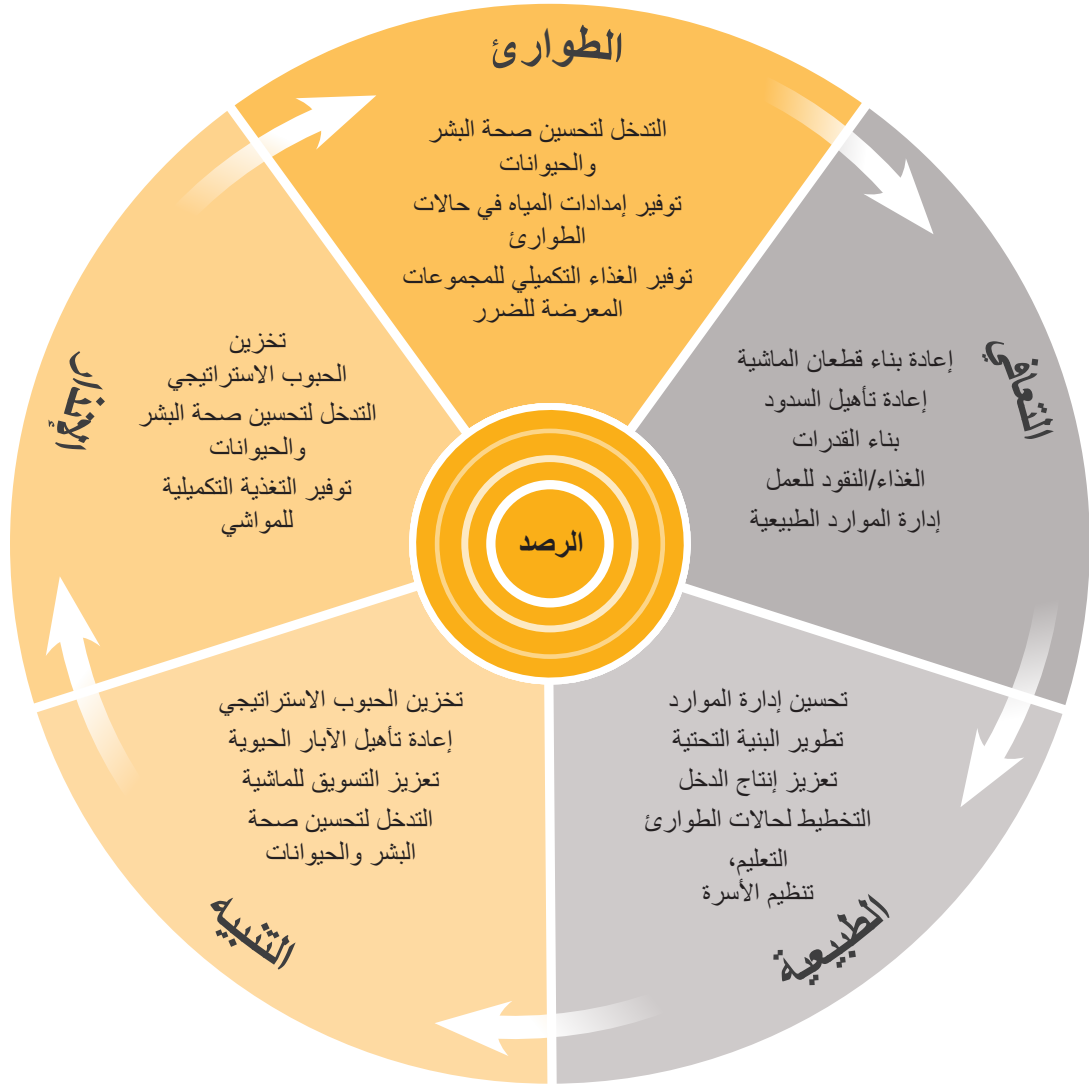 الطوارئ
التدخل لتحسين صحة البشر
والحيوانات
توفير إمدادات المياه في حالات
الطوارئ
توفير الغذاء التكميلي للمجموعات
المعرضة للضرر
التعافي
إعادة بناء قطعان الماشية
إعادة تأهيل السدود
بناء القدرات
الغذاء/النقود للعمل
إدارة الموارد الطبيعية
الطبيعية
تحسين إدارة الموارد
تطوير البنية التحتية
تعزيز إنتاج الدخل
التخطيط لحالات الطوارئ
التعليم،
تنظيم الأسرة
التنبيه
تخزين الحبوب الاستراتيجي
إعادة تأهيل الآبار الحيوية
تعزيز التسويق للماشية
التدخل لتحسين صحة
البشر والحيوانات
الإنذار
تخزين
الحبوب الاستراتيجي
التدخل لتحسين صحة البشر
والحيوانات
توفير التغذية التكميلية
للمواشي
الرصد